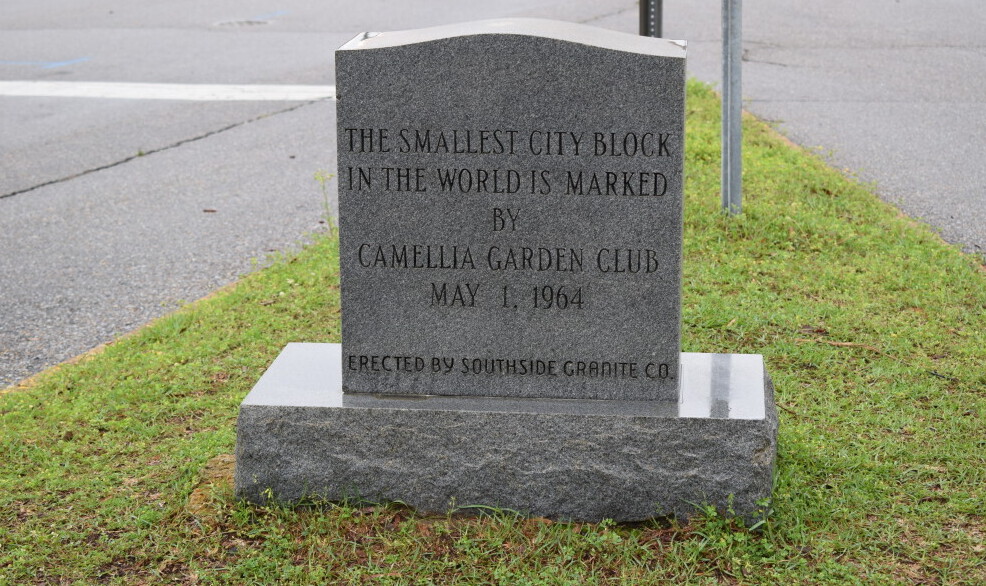 THE SMALLEST CITY BLOCK
IN THE WORLD IS MARKED
BY
CAMELLIA GARDEN CLUB
MAY 1, 1964
ERECTED BY SOUTHSIDE GRANITE CO.